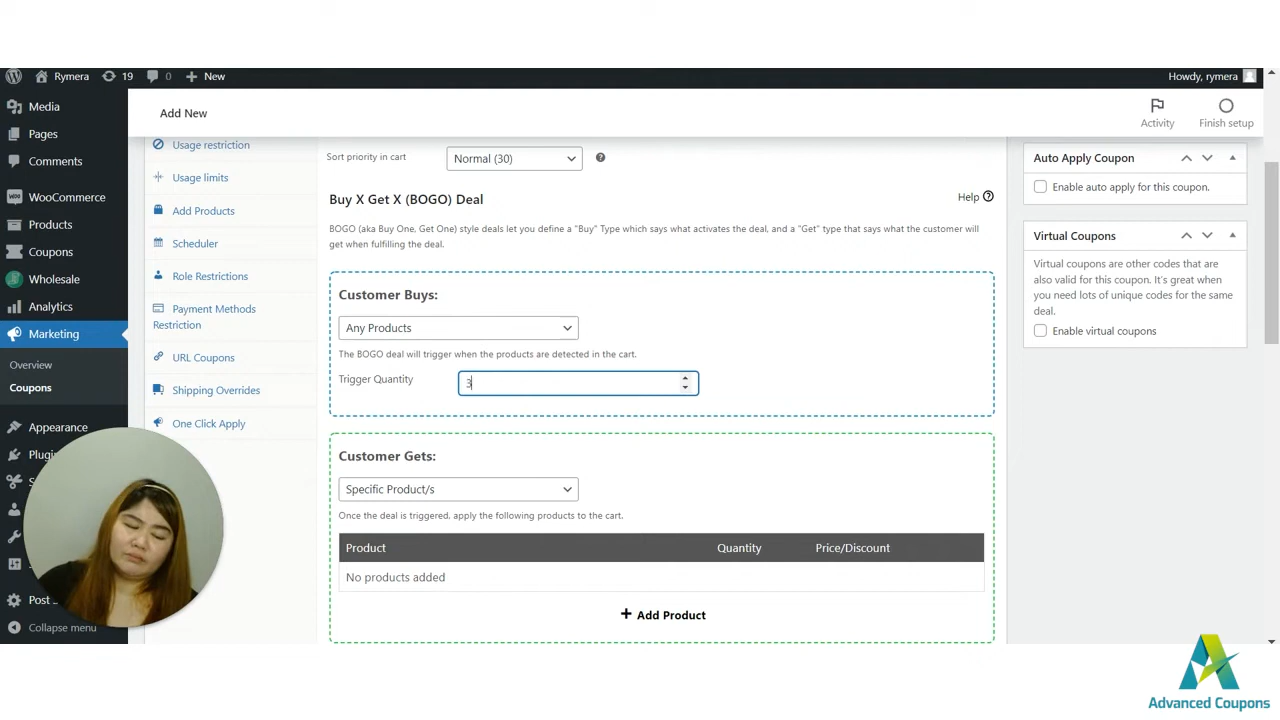 Rymera
19
0
New
Howdy, rymera
Media
Pages
Comments
WooCommerce
Products
Coupons
Wholesale
Analytics
Marketing
Overview
Coupons
Appearance
Collapse menu
Add New
Activity
Finish setup
Usage restriction
Usage limits
Add Products
Scheduler
Role Restrictions
Payment Methods
Restriction
URL Coupons
Shipping Overrides
One Click Apply
Sort priority in cart
Normal (30)
Buy X Get X (BOGO) Deal
Help
BOGO (aka Buy One, Get One) style deals let you define a "Buy" Type which says what activates the deal, and a "Get" type that says what the customer will
get when fulfilling the deal.
Customer Buys:
Any Products
The BOGO deal will trigger when the products are detected in the cart.
Trigger Quantity
3
Customer Gets:
Specific Product/s
Once the deal is triggered, apply the following products to the cart.
Product Quantity Price/Discount
No products added
+ Add Product
Auto Apply Coupon
Enable auto apply for this coupon.
Virtual Coupons
Virtual coupons are other codes that are
also valid for this coupon. It's great when
you need lots of unique codes for the same
deal.
Enable virtual coupons
Advanced Coupons